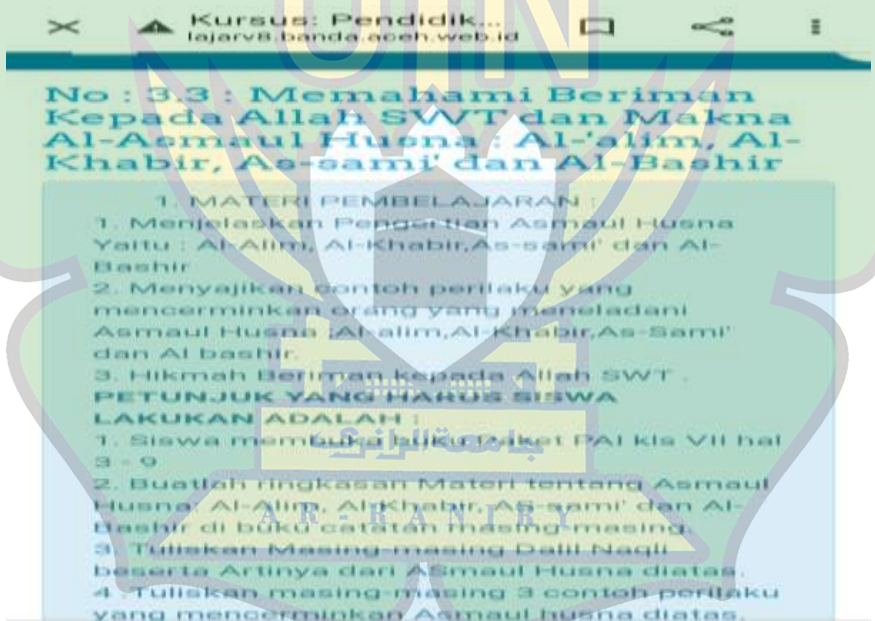 Kursus: Pendidik...
lajarv8.banda.aceh.web.id
UIN
No : 3.3 : Memahami Beriman
Kepada Allah SWT dan Makna
Al-Asmaul Husna : Al-'alim, Al-
Khabir, As-sami' dan Al-Bashir
1. MATERI PEMBELAJARAN :
1. Menjelaskan Pengertian Asmaul Husna
Yaitu : Al-Alim, Al-Khabir,As-sami' dan Al-
Bashir
2. Menyajikan contoh perilaku yang
mencerminkan orang yang meneladani
Asmaul Husna :Al-alim,Al-Khabir,As-Sami'
dan Al bashir.
3. Hikmah Beriman kepada Allah SWT .
PETUNJUK YANG HARUS SISWA
LAKUKAN ADALAH :
1. Siswa membuka buku Paket PAI kls VII hal
3 - 9
جامعة الرانري
2. Buatlah ringkasan Materi tentang Asmaul
Husna: Al-Alim, Al-Khabir, AS-sami' dan Al-
Bashir di buku catatan masing-masing.
AR-RANIRY
3. Tuliskan Masing-masing Dalil Naqli
beserta Artinya dari ASmaul Husna diatas.
4. Tuliskan masing-masing 3 contoh perilaku
yang mencerminkan Asmaul husna diatas.